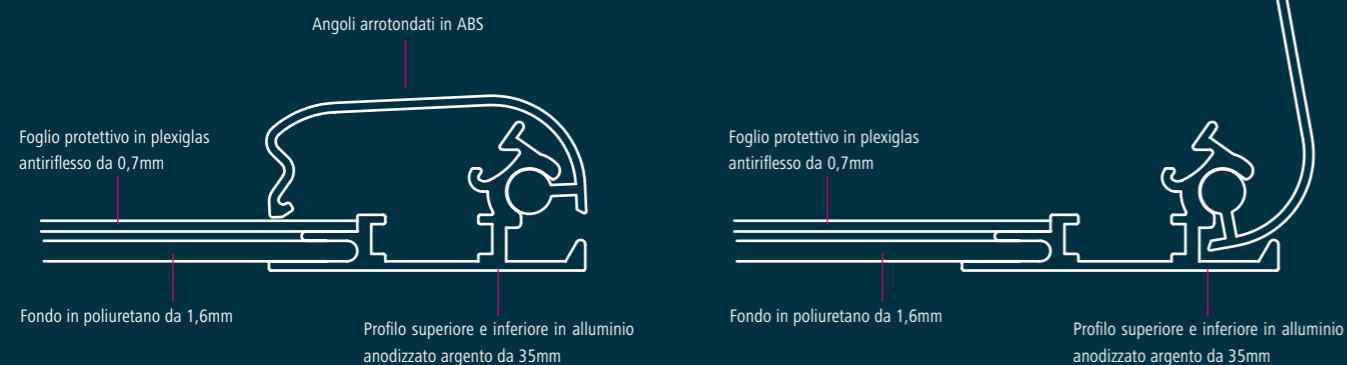 Angoli arrotondati in ABS
Foglio protettivo in plexiglas
antiriflesso da 0,7mm
Fondo in poliuretano da 1,6mm
Profilo superiore e inferiore in alluminio
anodizzato argento da 35mm
Foglio protettivo in plexiglas
antiriflesso da 0,7mm
Fondo in poliuretano da 1,6mm
Profilo superiore e inferiore in alluminio
anodizzato argento da 35mm